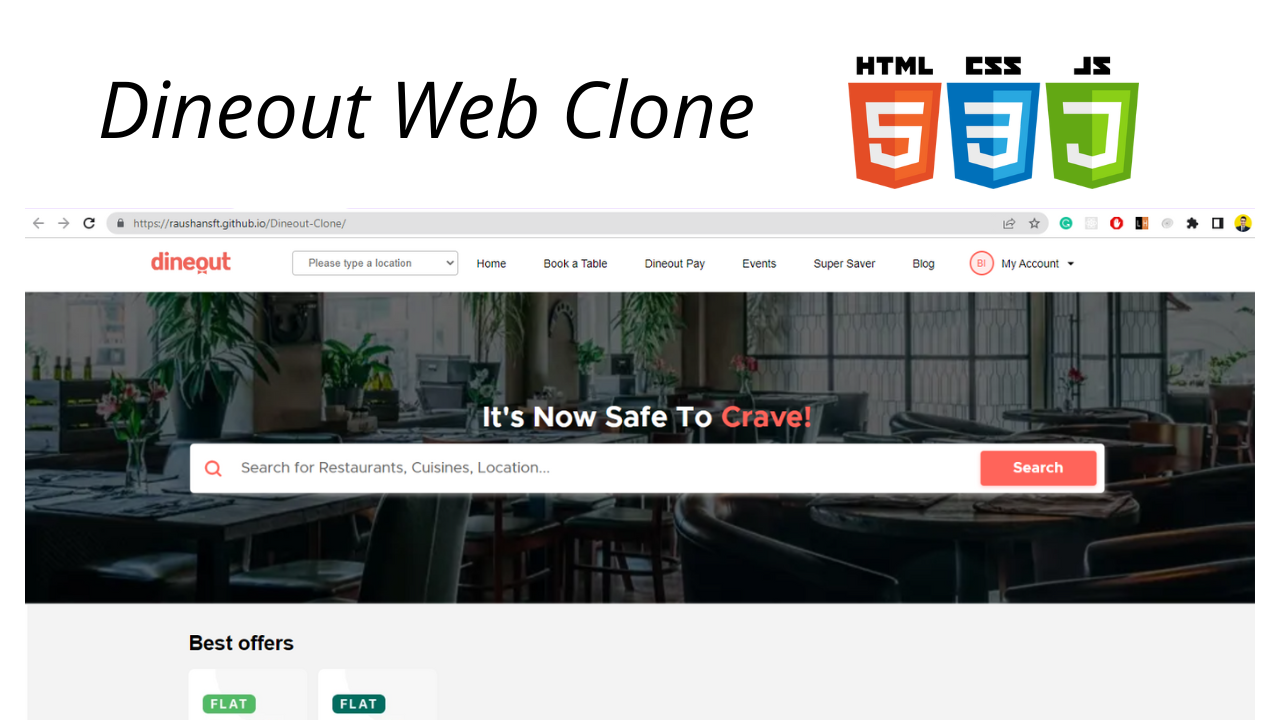 HTML CSS JS
Dineout Web Clone
https://raushansft.github.io/Dineout-Clone/
dineout Please type a location Home Book a Table Dineout Pay Events Super Saver Blog BI My Account
It's Now Safe To Crave!
Search for Restaurants, Cuisines, Location... Search
Best offers
FLAT FLAT